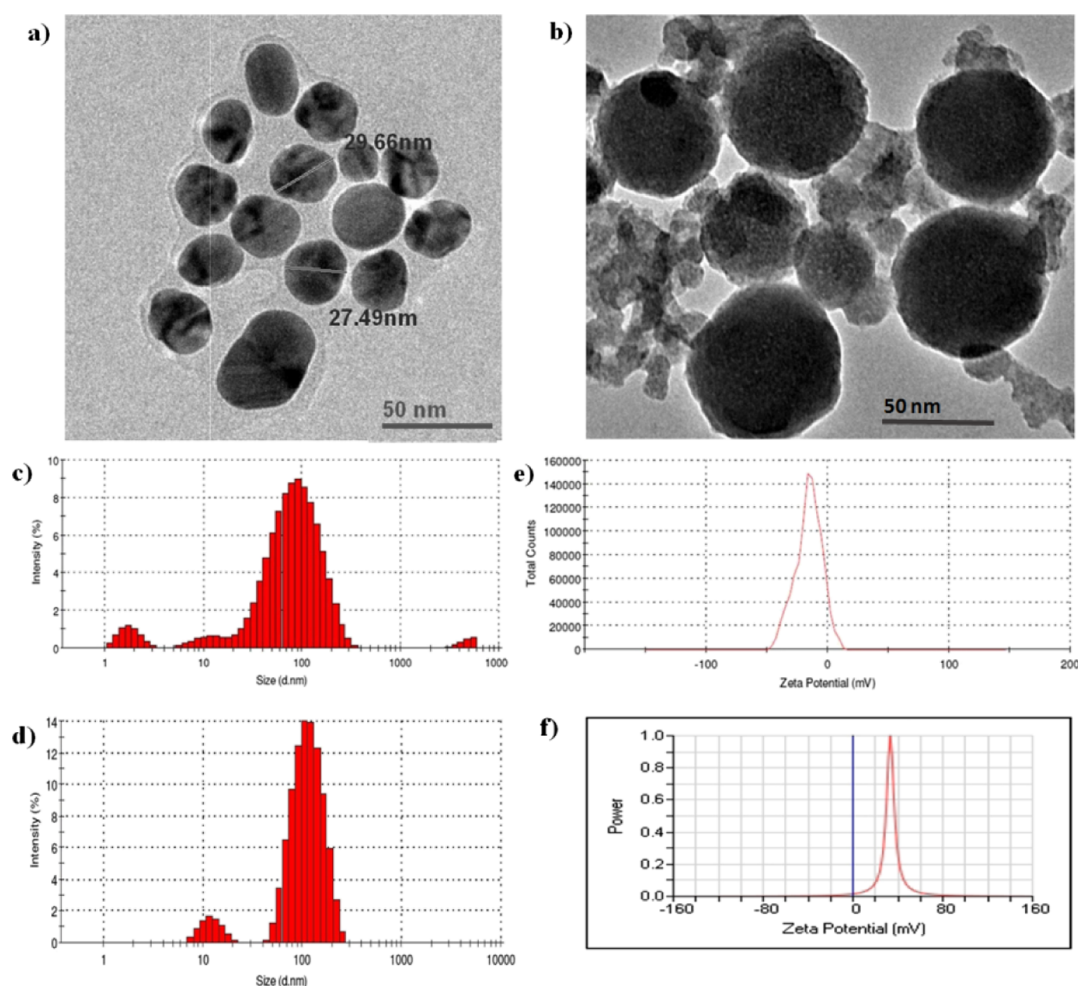 a)
29.66nm
27.49nm
50 nm
b)
50 nm
c)
10
8
6
4
2
0
Intensity (%)
1 10 100 1000 10000
Size (d.nm)
e)
160000
140000
120000
100000
80000
60000
40000
20000
0
Total Counts
-100 0 100 200
Zeta Potential (mV)
d)
14
12
10
8
6
4
2
0
Intensity (%)
1 10 100 1000 10000
Size (d.nm)
f)
1.0
0.8
0.6
0.4
0.2
0.0
Power
-160 -80 0 80 160
Zeta Potential (mV)